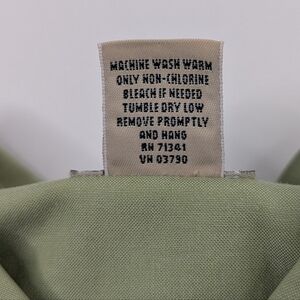 MACHINE WASH WARM
ONLY NON-CHLORINE
BLEACH IF NEEDED
TUMBLE DRY LOW
REMOVE PROMPTLY
AND HANG
RN 71341
VN 03790